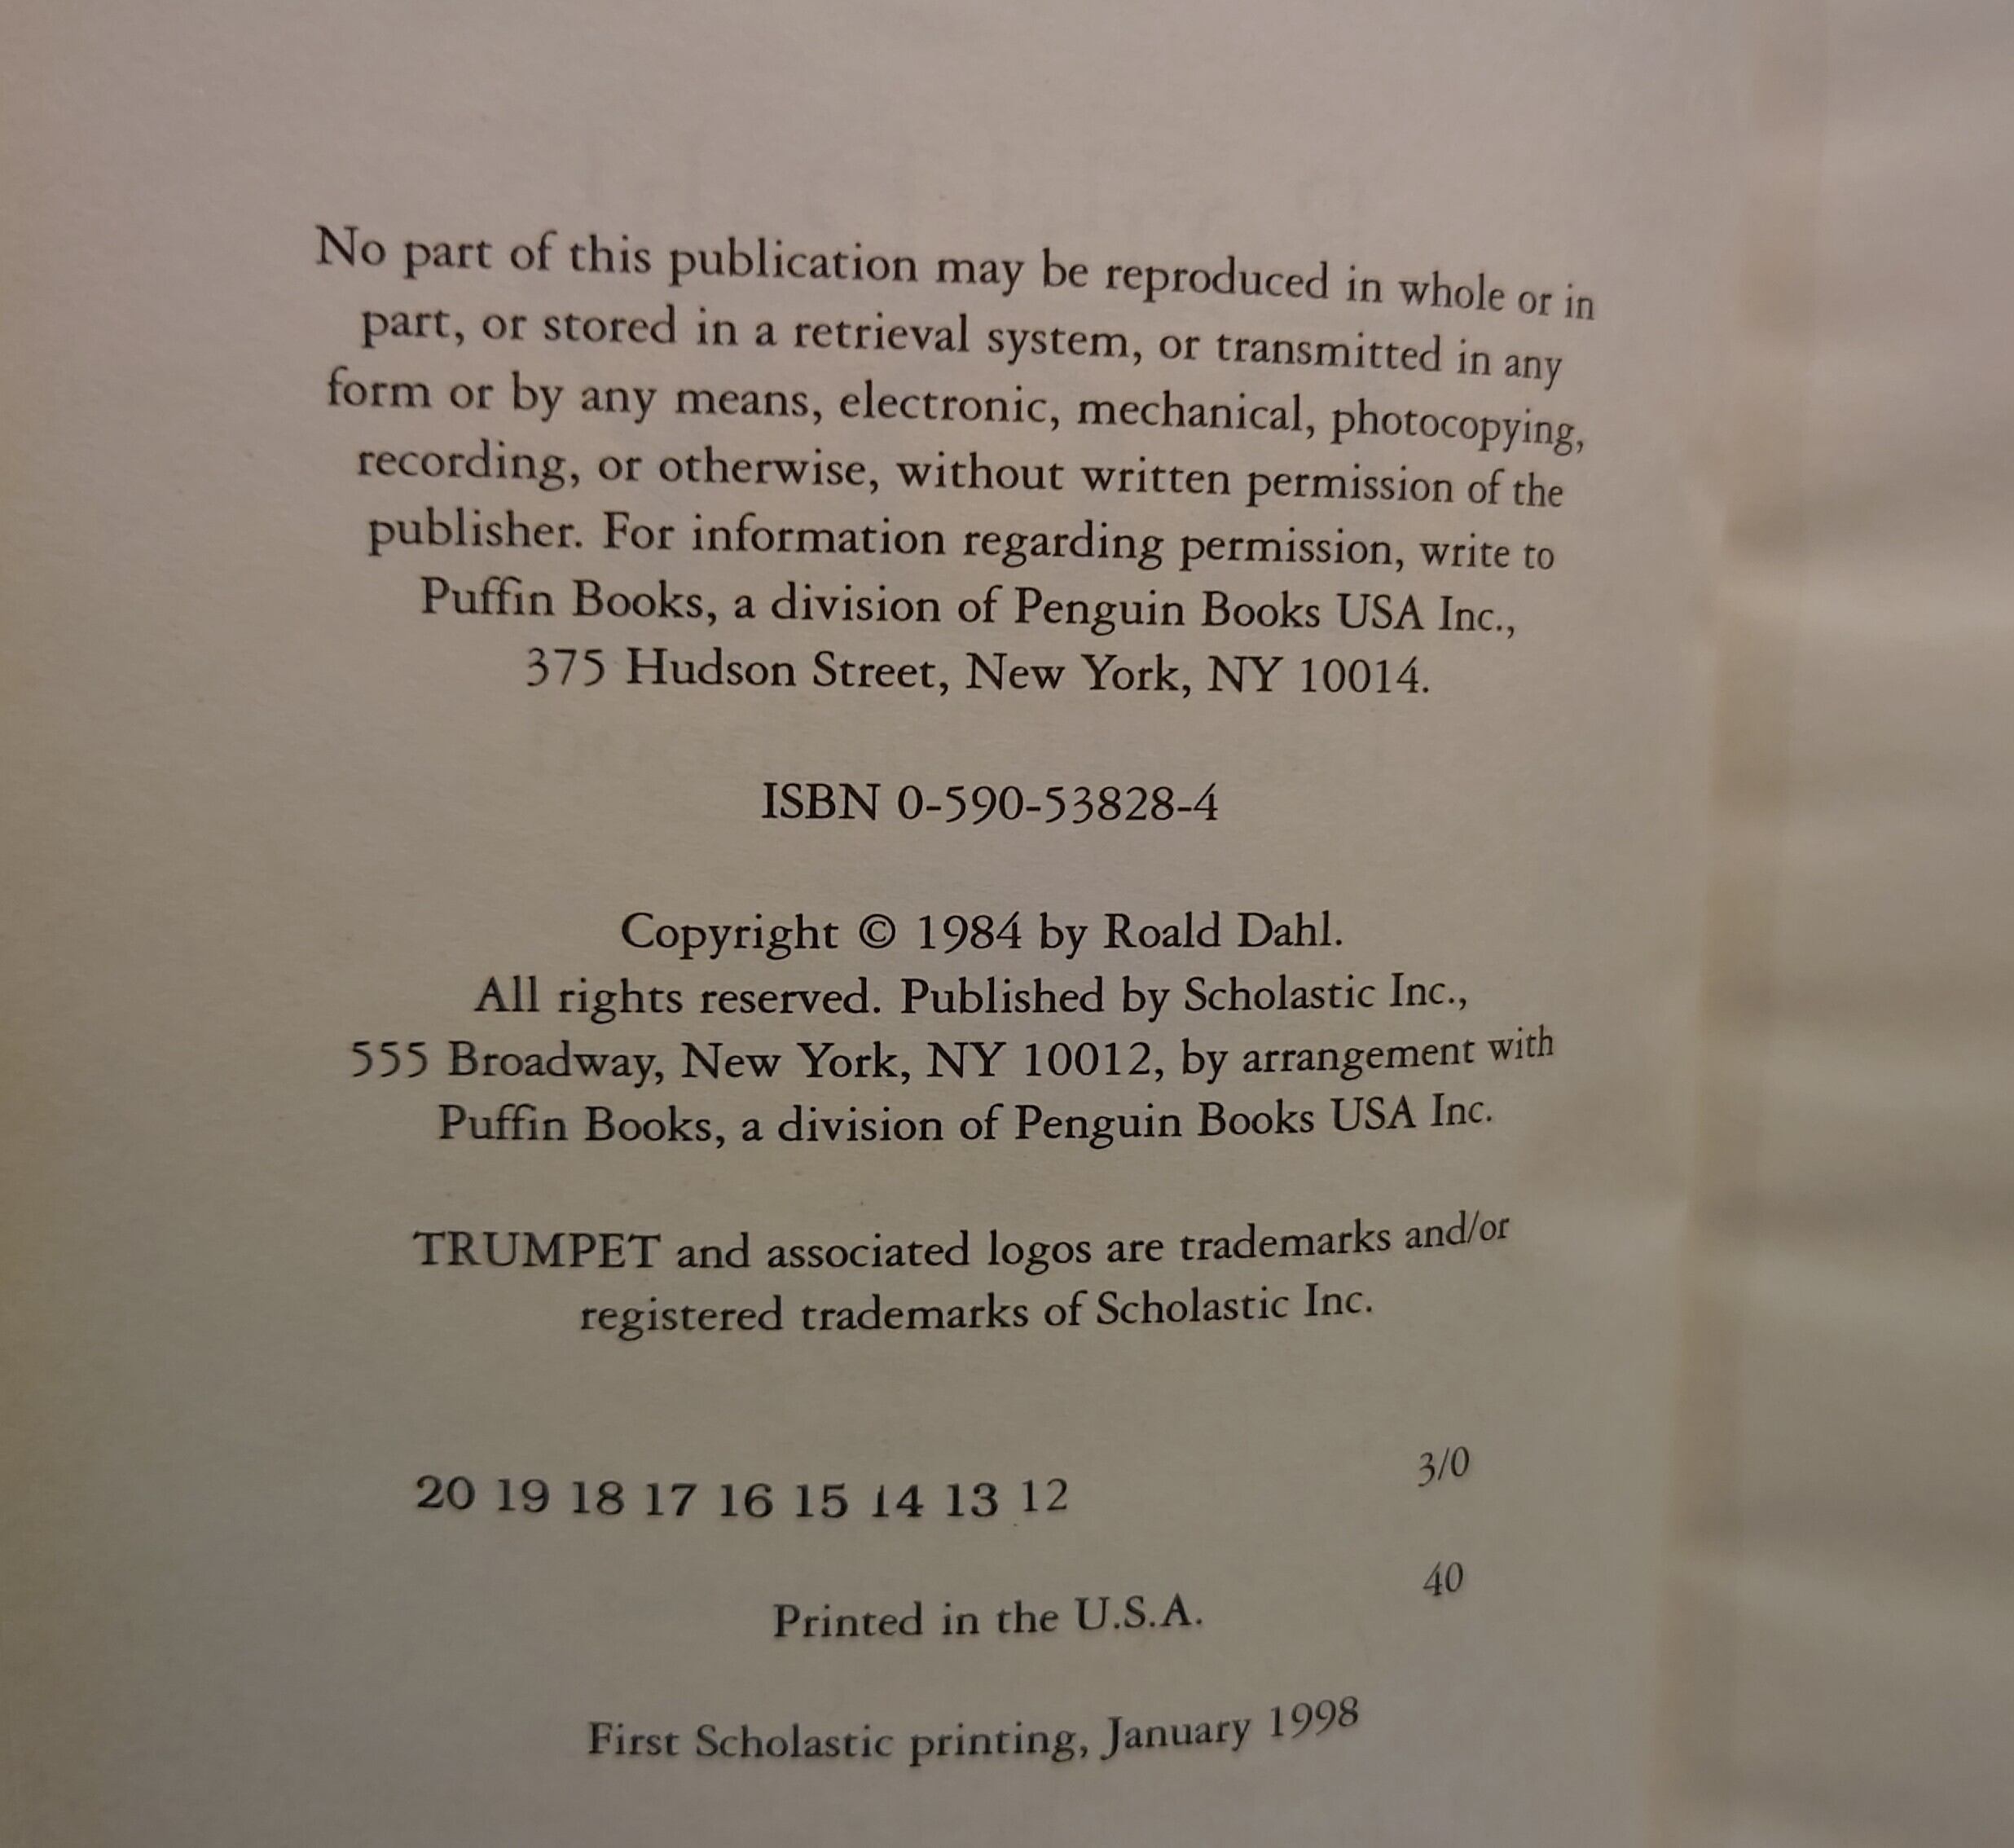 No part of this publication may be reproduced in whole or in
part, or stored in a retrieval system, or transmitted in any
form or by any means, electronic, mechanical, photocopying,
recording, or otherwise, without written permission of the
publisher. For information regarding permission, write to
Puffin Books, a division of Penguin Books USA Inc.,
375 Hudson Street, New York, NY 10014.
ISBN 0-590-53828-4
Copyright © 1984 by Roald Dahl.
All rights reserved. Published by Scholastic Inc.,
555 Broadway, New York, NY 10012, by arrangement with
Puffin Books, a division of Penguin Books USA Inc.
TRUMPET and associated logos are trademarks and/or
registered trademarks of Scholastic Inc.
20 19 18 17 16 15 14 13 12 3/0
40
Printed in the U.S.A.
First Scholastic printing, January 1998